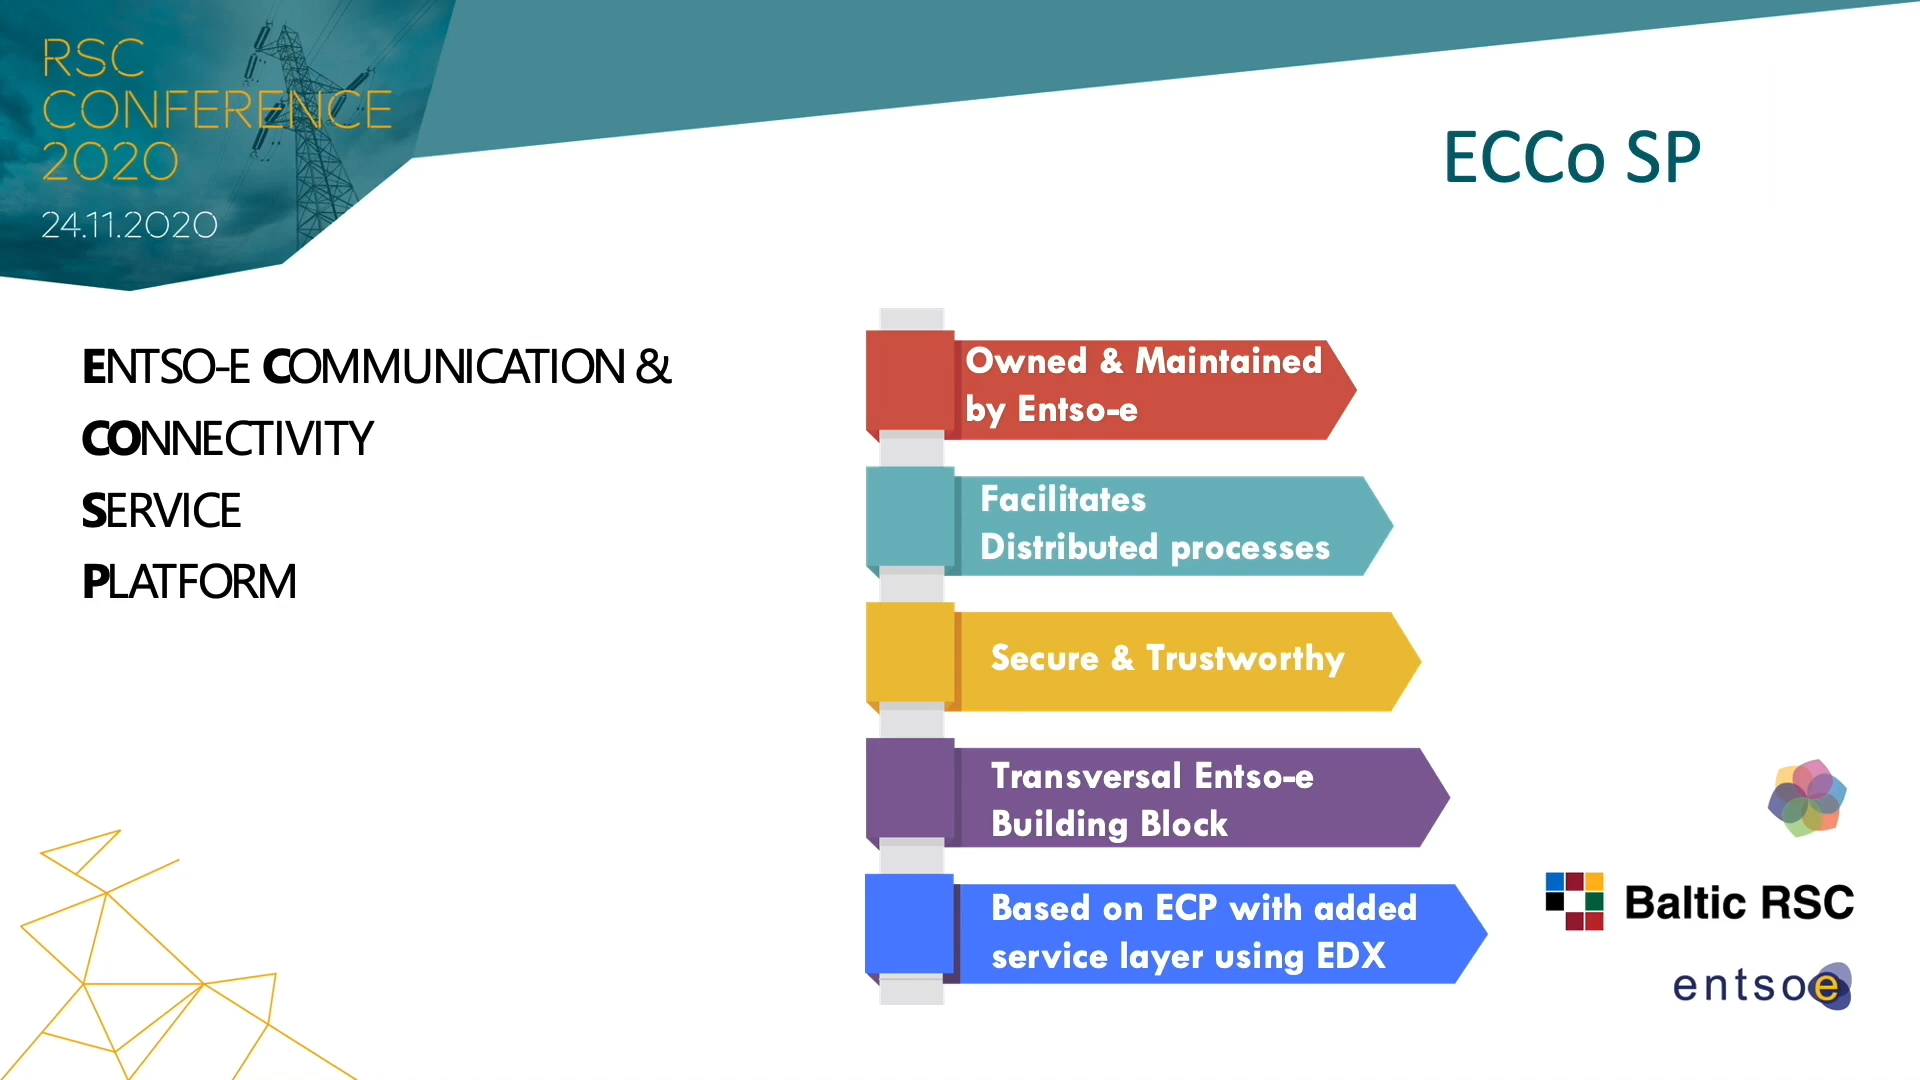 RSC
CONFERENCE
2020
24.11.2020
ECCo SP
ENTSO-E COMMUNICATION &
CONNECTIVITY
SERVICE
PLATFORM
Owned & Maintained
by Entso-e
Facilitates
Distributed processes
Secure & Trustworthy
Transversal Entso-e
Building Block
Based on ECP with added
service layer using EDX
Baltic RSC
entsoe